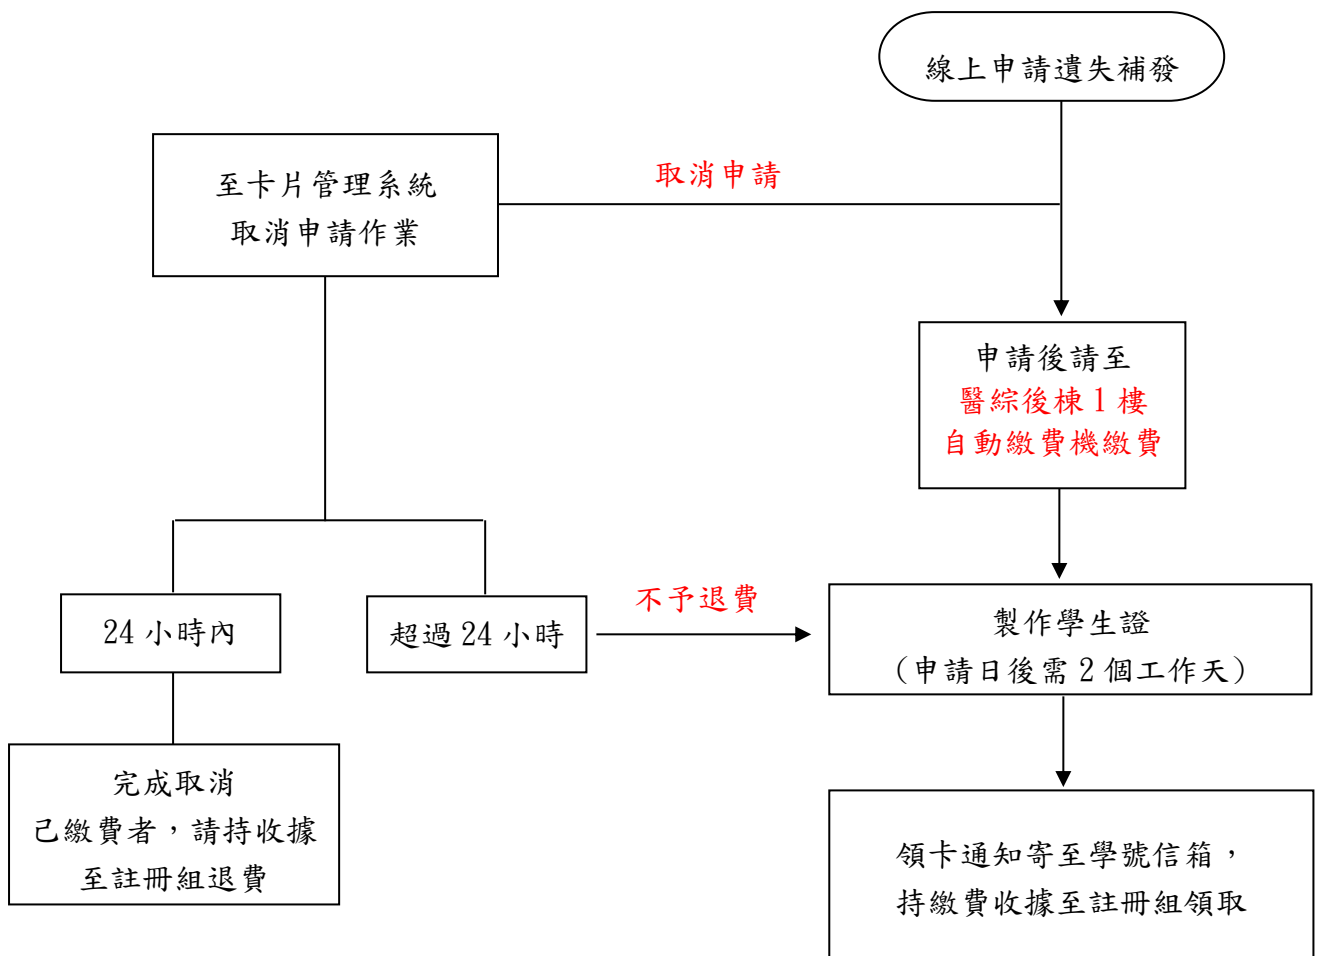 線上申請遺失補發
取消申請
至卡片管理系統
取消申請作業
申請後請至
醫綜後棟 1 樓
自動繳費機繳費
24 小時內
超過 24 小時
不予退費
製作學生證
(申請日後需 2 個工作天)
完成取消
己繳費者，請持收據
至註冊組退費
領卡通知寄至學號信箱，
持繳費收據至註冊組領取